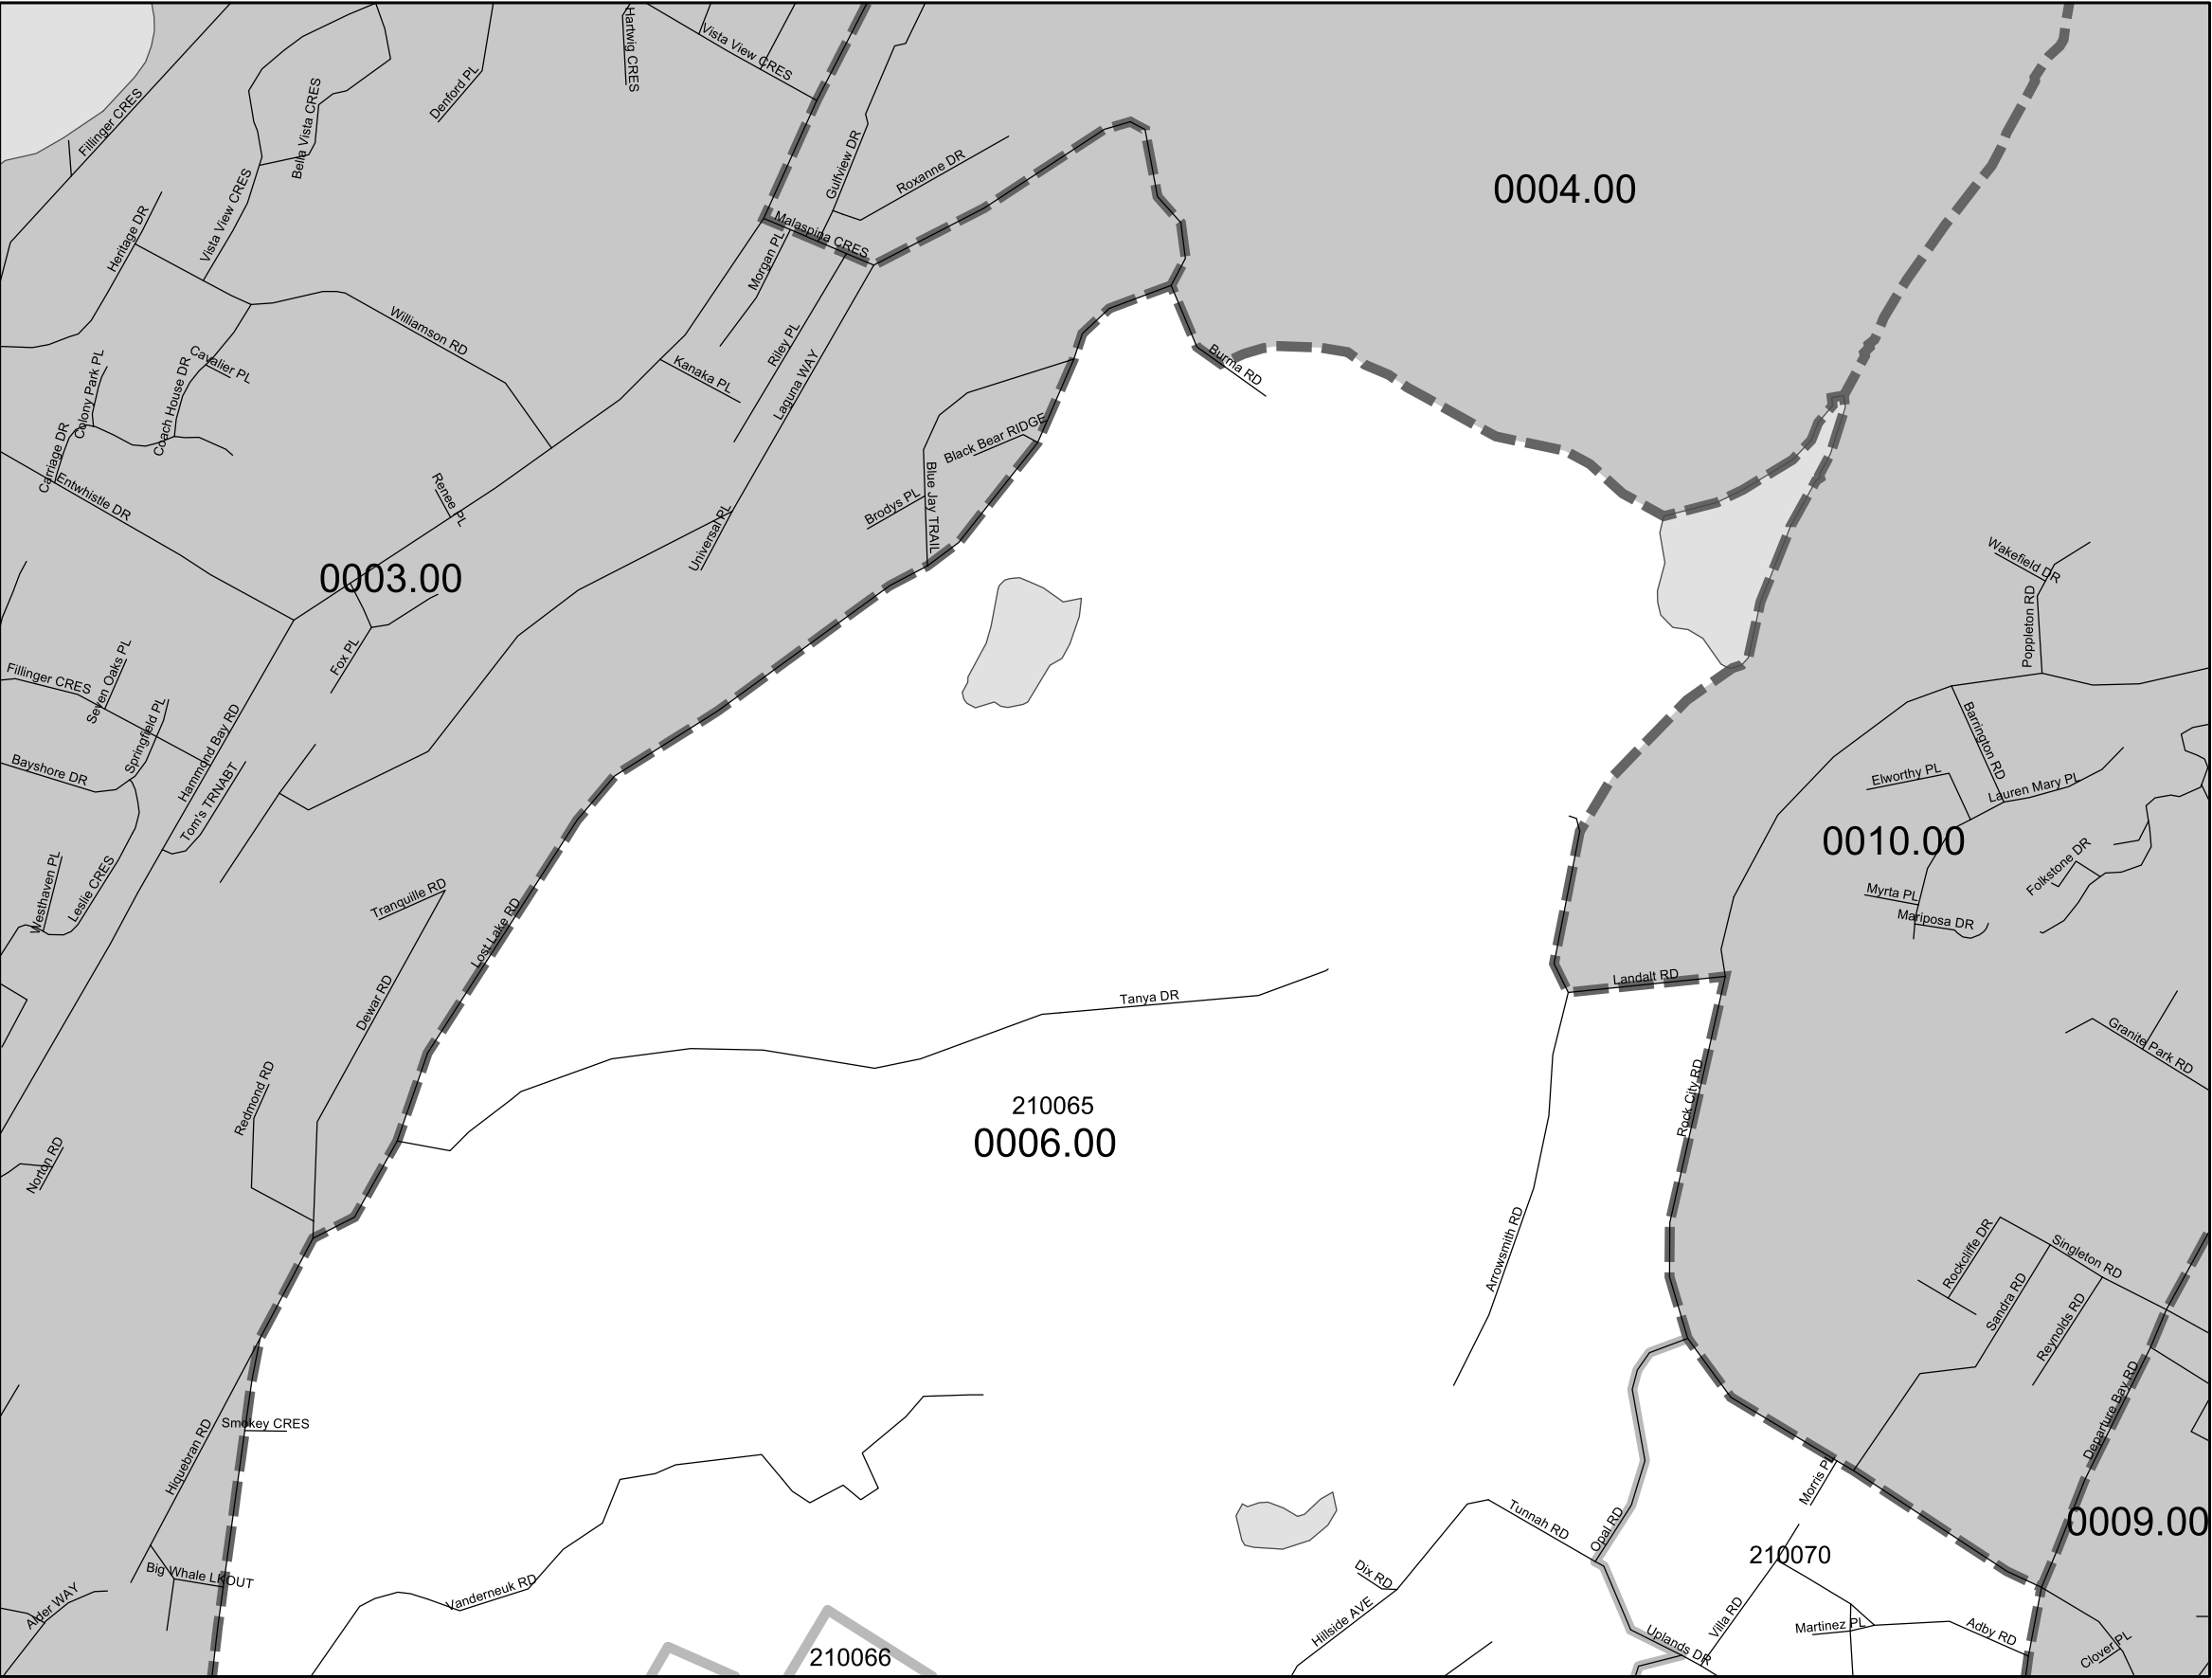 Hartwig CRES
Vista View CRES
Fillinger CRES
Bella Vista CRES
Denford PL
Gulfview DR
Roxanne DR
0004.00
Vista View CRES
Heritage DR
Malaspina CRES
Morgan PL
Williamson RD
Riley PL
Kanaka PL
Laguna WAY
Burma RD
Colony Park PL
Coach House DR
Cavalier PL
Carriage DR
Entwhistle DR
Renee PL
Black Bear RIDGE
Brodys PL
Blue Jay TRAIL
Universal PL
Wakefield DR
Poppleton RD
0003.00
Fox PL
Fillinger CRES
Seven Oaks PL
Springfield PL
Hammond Bay RD
Bayshore DR
Tom's TRNABT
Barrington RD
Elworthy PL
Lauren Mary PL
0010.00
Westhaven PL
Leslie CRES
Folkstone DR
Myrta PL
Mariposa DR
Tranquille RD
Lost Lake RD
Dewar RD
Landalt RD
Tanya DR
Granite Park RD
Redmond RD
Rock City RD
210065
0006.00
Norton RD
Arrowsmith RD
Rockcliffe DR
Singleton RD
Sandra RD
Reynolds RD
Departure Bay RD
Smokey CRES
Hiquebran RD
Morris PL
0009.00
Tunnah RD
Opal RD
210070
Big Whale LKOUT
Dix RD
Vanderneuk RD
Alder WAY
Hillside AVE
Villa RD
Martinez PL
Adby RD
Uplands DR
Clover PL
210066